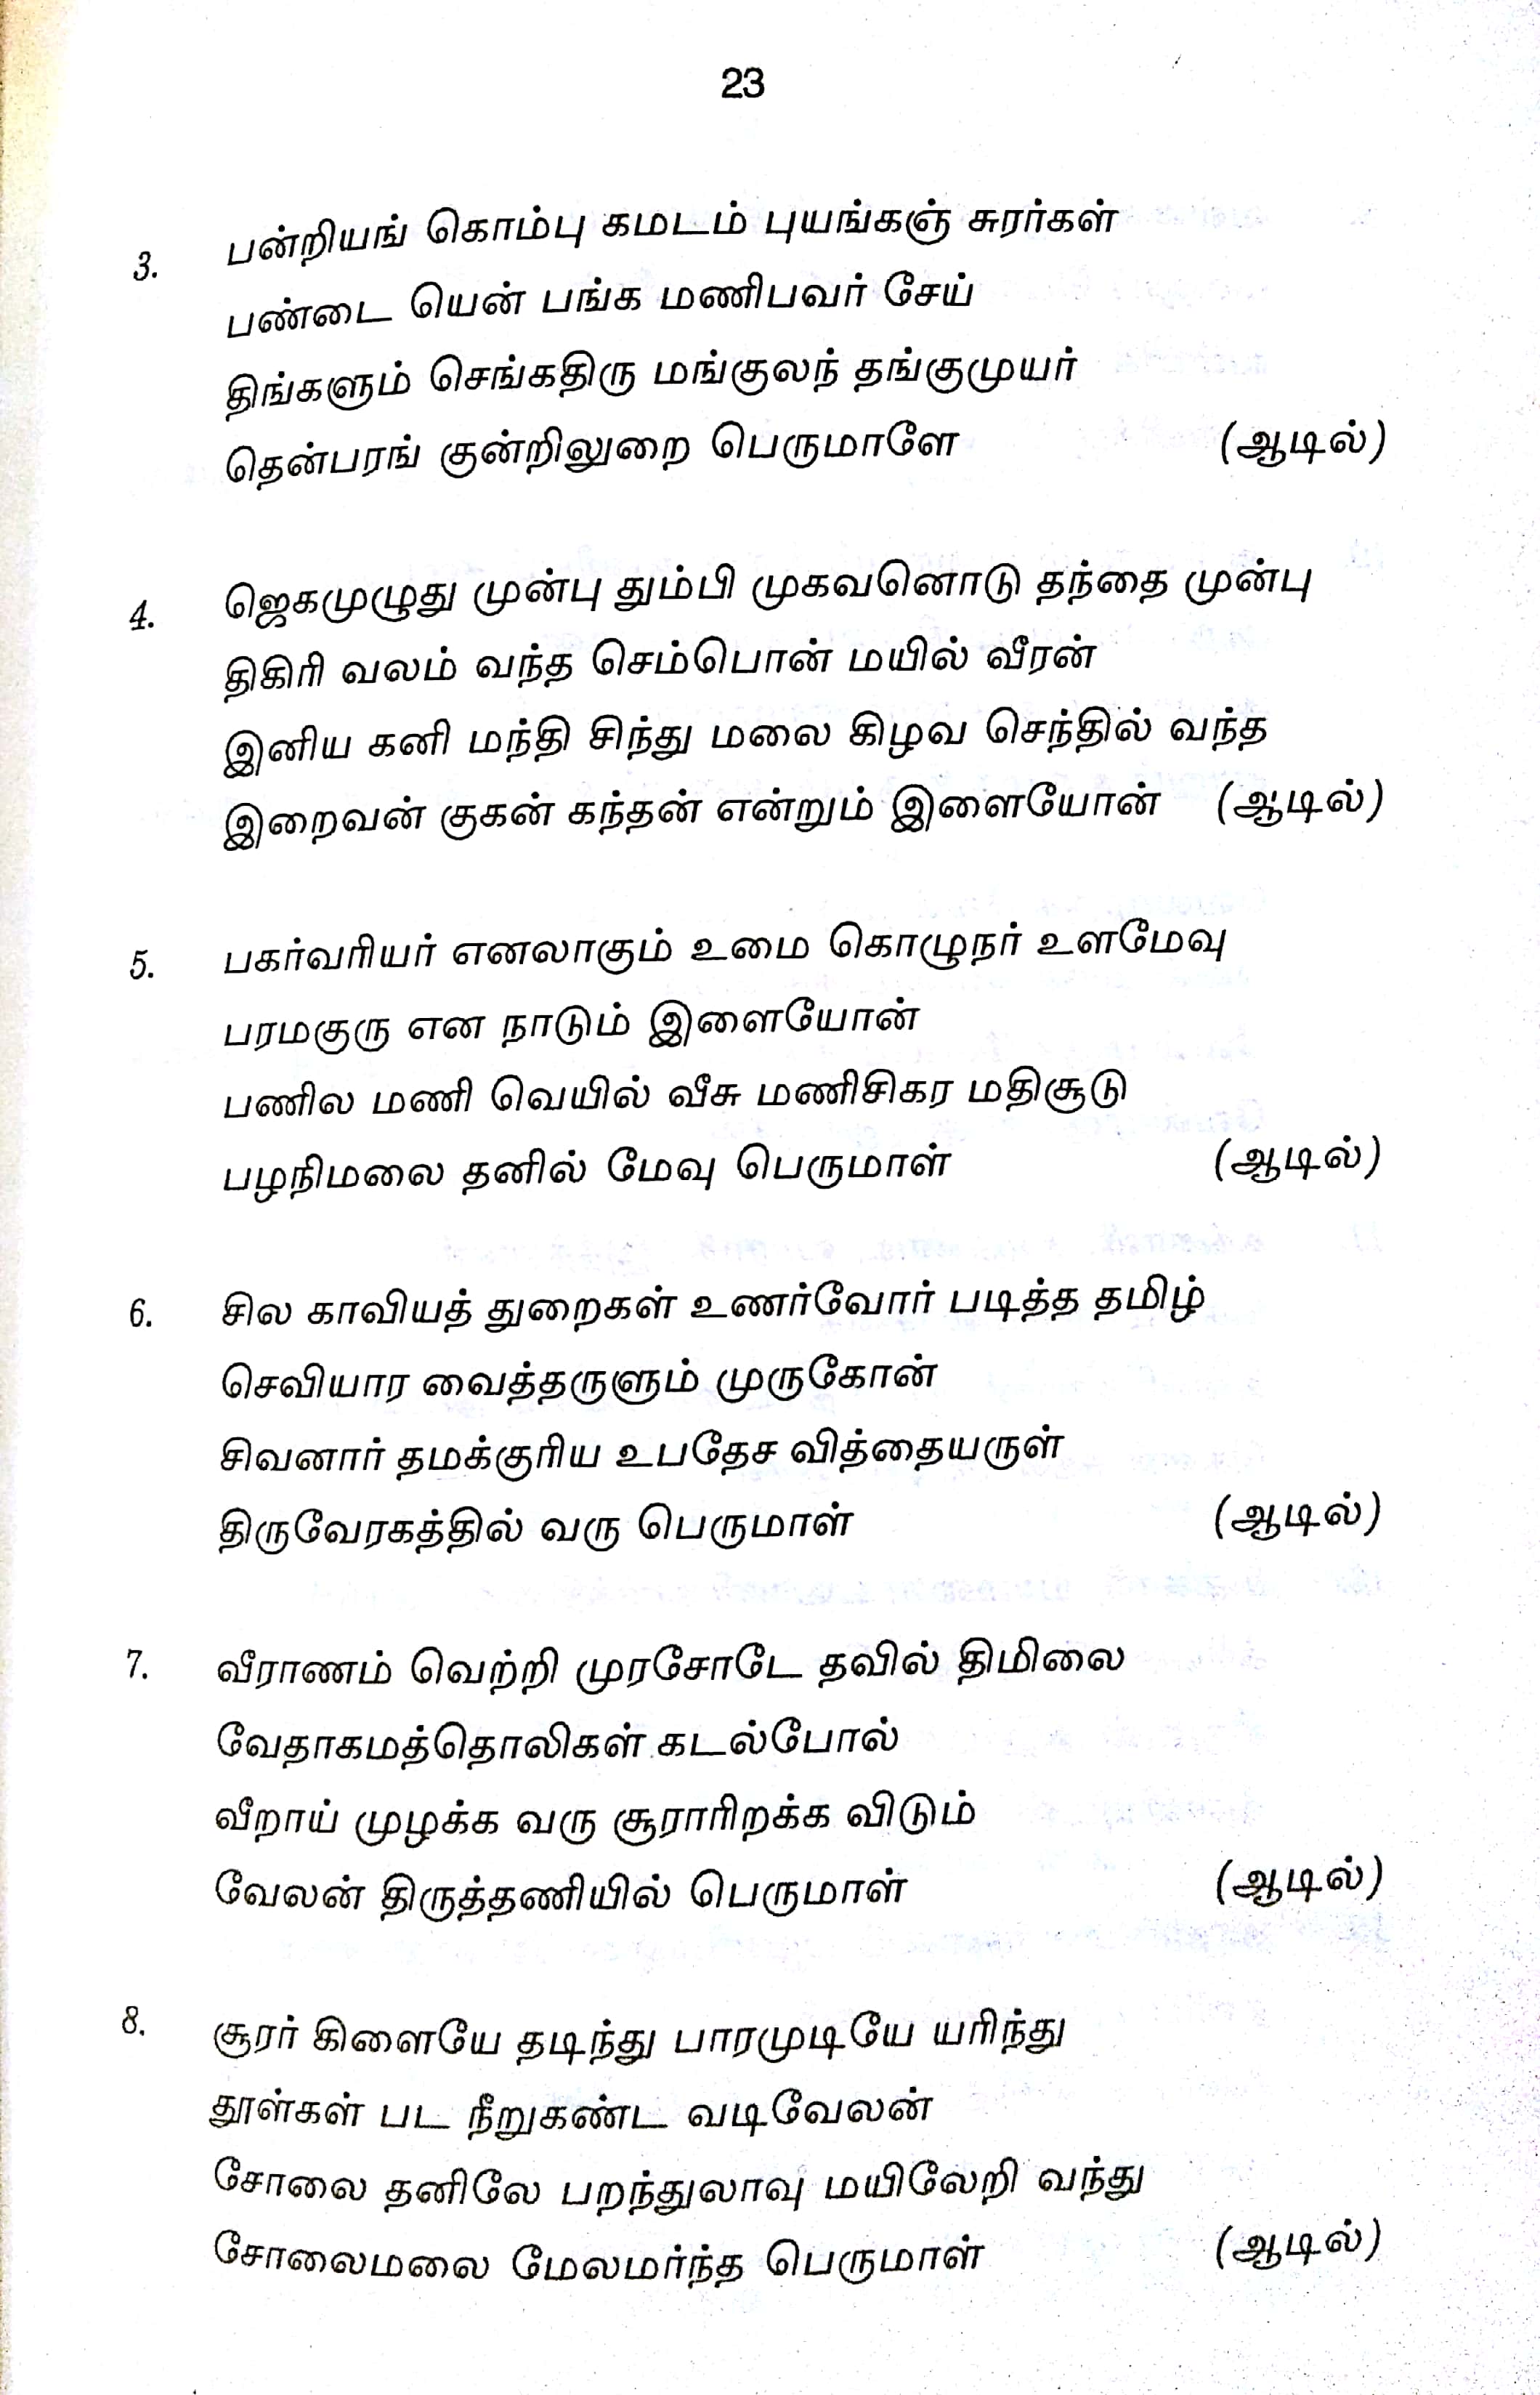 23
3. பன்றியங் கொம்பு கமடம் புயங்கஞ் சுரர்கள்
பண்டை யென் பங்க மணிபவர் சேய்
திங்களும் செங்கதிரு மங்குலந் தங்குமுயர்
தென்பரங் குன்றிலுறை பெருமாளே (ஆடில்)
4. ஜெகமுழுது முன்பு தும்பி முகவனொடு தந்தை முன்பு
திகிரி வலம் வந்த செம்பொன் மயில் வீரன்
இனிய கனி மந்தி சிந்து மலை கிழவ செந்தில் வந்த
இறைவன் குகன் கந்தன் என்றும் இளையோன் (ஆடில்)
5. பகர்வரியர் எனலாகும் உமை கொழுநர் உளமேவு
பரமகுரு என நாடும் இளையோன்
பணில மணி வெயில் வீசு மணிசிகர மதிசூடு
பழநிமலை தனில் மேவு பெருமாள் (ஆடில்)
6. சில காவியத் துறைகள் உணர்வோர் படித்த தமிழ்
செவியார வைத்தருளும் முருகோன்
சிவனார் தமக்குரிய உபதேச வித்தையருள்
திருவேரகத்தில் வரு பெருமாள் (ஆடில்)
7. வீராணம் வெற்றி முரசோடே தவில் திமிலை
வேதாகமத்தொலிகள் கடல்போல்
வீறாய் முழக்க வரு சூராரிறக்க விடும்
வேலன் திருத்தணியில் பெருமாள் (ஆடில்)
8. சூரர் கிளையே தடிந்து பாரமுடியே யரிந்து
தூள்கள் பட நீறுகண்ட வடிவேலன்
சோலை தனிலே பறந்துலாவு மயிலேறி வந்து
சோலைமலை மேலமர்ந்த பெருமாள் (ஆடில்)